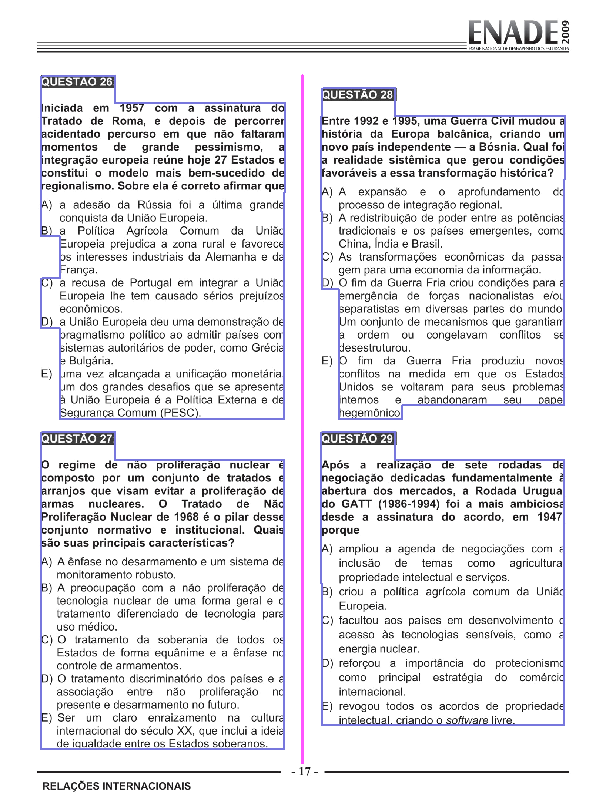 ENADE 2009
EXAME NACIONAL DE DESEMPENHO DOS ESTUDANTES
QUESTÃO 26
Iniciada em 1957 com a assinatura do
Tratado de Roma, e depois de percorrer
acidentado percurso em que não faltaram
momentos de grande pessimismo, a
integração europeia reúne hoje 27 Estados e
constitui o modelo mais bem-sucedido de
regionalismo. Sobre ela é correto afirmar que
A) a adesão da Rússia foi a última grande
conquista da União Europeia.
B) a Política Agrícola Comum da União
Europeia prejudica a zona rural e favorece
os interesses industriais da Alemanha e da
França.
C) a recusa de Portugal em integrar a União
Europeia lhe tem causado sérios prejuízos
econômicos.
D) a União Europeia deu uma demonstração de
pragmatismo político ao admitir países com
sistemas autoritários de poder, como Grécia
e Bulgária.
E) uma vez alcançada a unificação monetária,
um dos grandes desafios que se apresenta
à União Europeia é a Política Externa e de
Segurança Comum (PESC).
QUESTÃO 27
O regime de não proliferação nuclear é
composto por um conjunto de tratados e
arranjos que visam evitar a proliferação de
armas nucleares. O Tratado de Não
Proliferação Nuclear de 1968 é o pilar desse
conjunto normativo e institucional. Quais
são suas principais características?
A) A ênfase no desarmamento e um sistema de
monitoramento robusto.
B) A preocupação com a não proliferação de
tecnologia nuclear de uma forma geral e o
tratamento diferenciado de tecnologia para
uso médico.
C) O tratamento da soberania de todos os
Estados de forma equânime e a ênfase no
controle de armamentos.
D) O tratamento discriminatório dos países e a
associação entre não proliferação no
presente e desarmamento no futuro.
E) Ser um claro enraizamento na cultura
internacional do século XX, que inclui a ideia
de igualdade entre os Estados soberanos.
QUESTÃO 28
Entre 1992 e 1995, uma Guerra Civil mudou a
história da Europa balcânica, criando um
novo país independente — a Bósnia. Qual foi
a realidade sistêmica que gerou condições
favoráveis a essa transformação histórica?
A) A expansão e o aprofundamento do
processo de integração regional.
B) A redistribuição de poder entre as potências
tradicionais e os países emergentes, como
China, Índia e Brasil.
C) As transformações econômicas da passa-
gem para uma economia da informação.
D) O fim da Guerra Fria criou condições para a
emergência de forças nacionalistas e/ou
separatistas em diversas partes do mundo.
Um conjunto de mecanismos que garantiam
a ordem ou congelavam conflitos se
desestruturou.
E) O fim da Guerra Fria produziu novos
conflitos na medida em que os Estados
Unidos se voltaram para seus problemas
internos e abandonaram seu papel
hegemônico.
QUESTÃO 29
Após a realização de sete rodadas de
negociação dedicadas fundamentalmente à
abertura dos mercados, a Rodada Uruguai
do GATT (1986-1994) foi a mais ambiciosa
desde a assinatura do acordo, em 1947,
porque
A) ampliou a agenda de negociações com a
inclusão de temas como agricultura,
propriedade intelectual e serviços.
B) criou a política agrícola comum da União
Europeia.
C) facultou aos países em desenvolvimento o
acesso às tecnologias sensíveis, como a
energia nuclear.
D) reforçou a importância do protecionismo
como principal estratégia do comércio
internacional.
E) revogou todos os acordos de propriedade
intelectual, criando o software livre.
- 17 -
RELAÇÕES INTERNACIONAIS